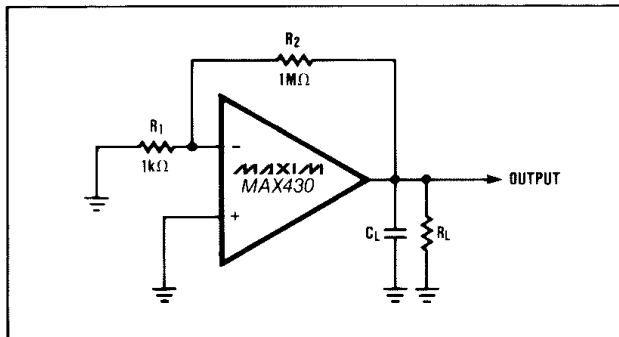 R2
1MΩ
R1
1kΩ
−
MAXIM
MAX430
+
OUTPUT
CL
RL